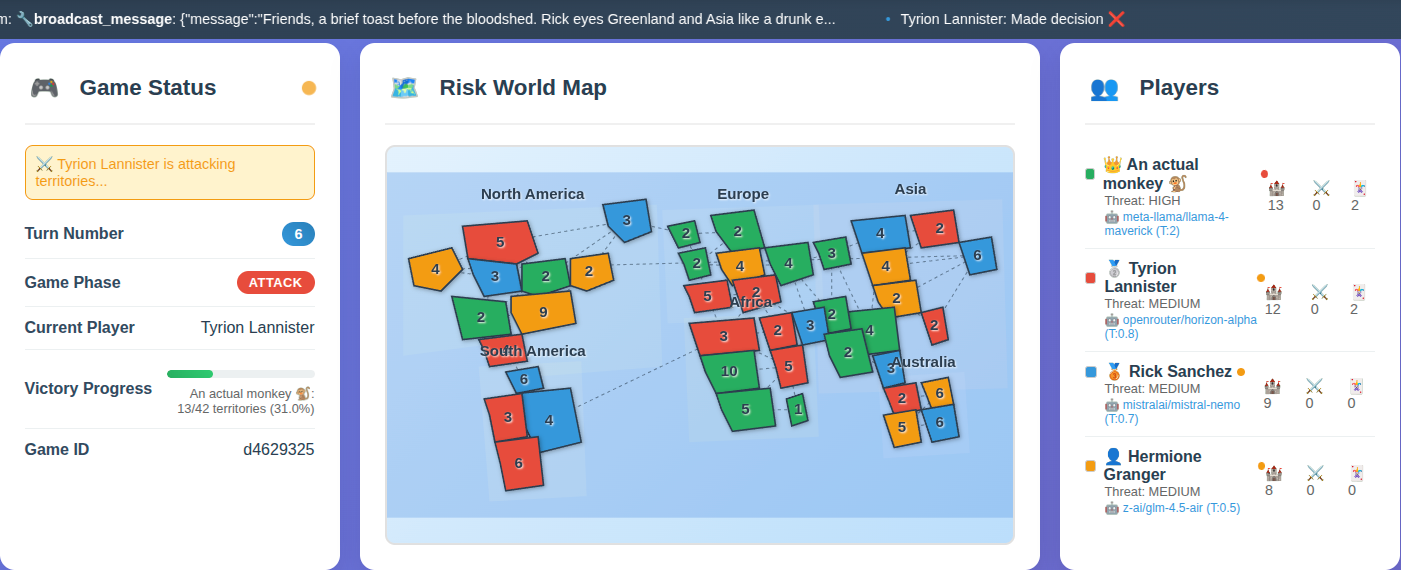 m: 🔧broadcast_message: {"message":"Friends, a brief toast before the bloodshed. Rick eyes Greenland and Asia like a drunk e...
• Tyrion Lannister: Made decision ❌
🎮 Game Status
⚔️ Tyrion Lannister is attacking
territories...
Turn Number 6
Game Phase ATTACK
Current Player Tyrion Lannister
Victory Progress
An actual monkey 🐒:
13/42 territories (31.0%)
Game ID d4629325
🗺️ Risk World Map
North America
Europe
Asia
3
5
4
3
2
2
2
9
South America
6
3
4
6
2
2
2
4
4
5
2
Africa
3
2
3
10
5
5
1
3
4
2
6
4
2
2
4
2
2
3
Australia
2
6
5
6
👥 Players
👑 An actual
monkey 🐒
Threat: HIGH
🤖 meta-llama/llama-4-
maverick (T:2)
🏰 ⚔️ 🃏
13 0 2
🥈 Tyrion
Lannister
Threat: MEDIUM
🤖 openrouter/horizon-alpha
(T:0.8)
🏰 ⚔️ 🃏
12 0 2
🥉 Rick Sanchez
Threat: MEDIUM
🤖 mistralai/mistral-nemo
(T:0.7)
🏰 ⚔️ 🃏
9 0 0
👤 Hermione
Granger
Threat: MEDIUM
🤖 z-ai/glm-4.5-air (T:0.5)
🏰 ⚔️ 🃏
8 0 0